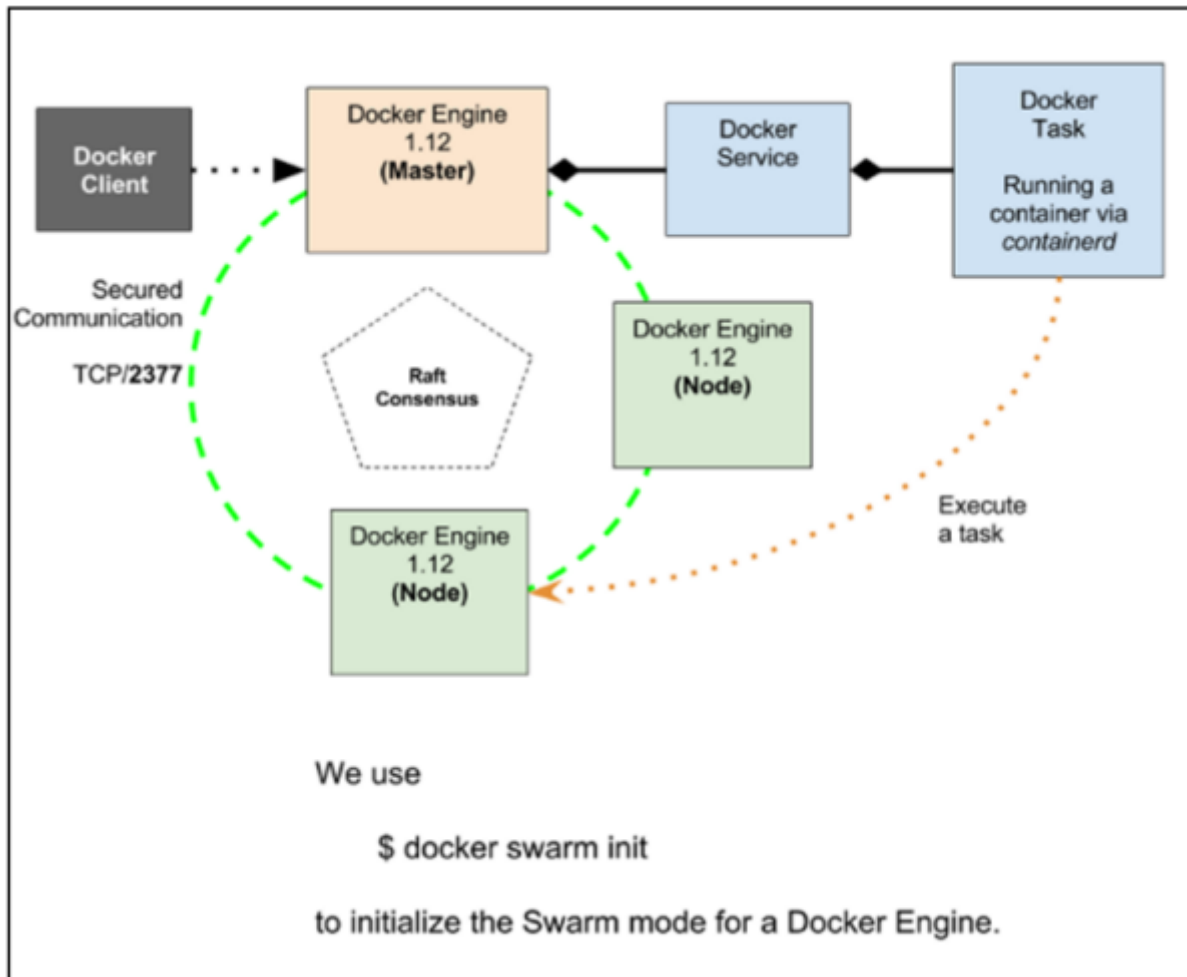 Docker
Client
Docker Engine
1.12
(Master)
Docker
Service
Docker
Task
Running a
container via
containerd
Secured
Communication
TCP/2377
Raft
Consensus
Docker Engine
1.12
(Node)
Docker Engine
1.12
(Node)
Execute
a task
We use
$ docker swarm init
to initialize the Swarm mode for a Docker Engine.